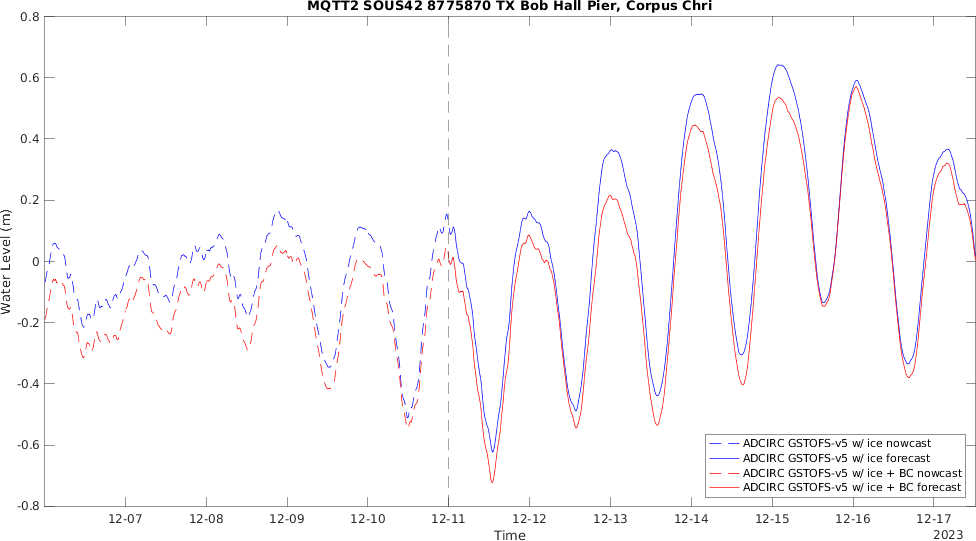 MQTT2 SOUS42 8775870 TX Bob Hall Pier, Corpus Chri
Water Level (m)
0.8
0.6
0.4
0.2
0
-0.2
-0.4
-0.6
-0.8
ADCIRC GSTOFS-v5 w/ ice nowcast
ADCIRC GSTOFS-v5 w/ ice forecast
ADCIRC GSTOFS-v5 w/ ice + BC nowcast
ADCIRC GSTOFS-v5 w/ ice + BC forecast
12-07 12-08 12-09 12-10 12-11 12-12 12-13 12-14 12-15 12-16 12-17
Time
2023